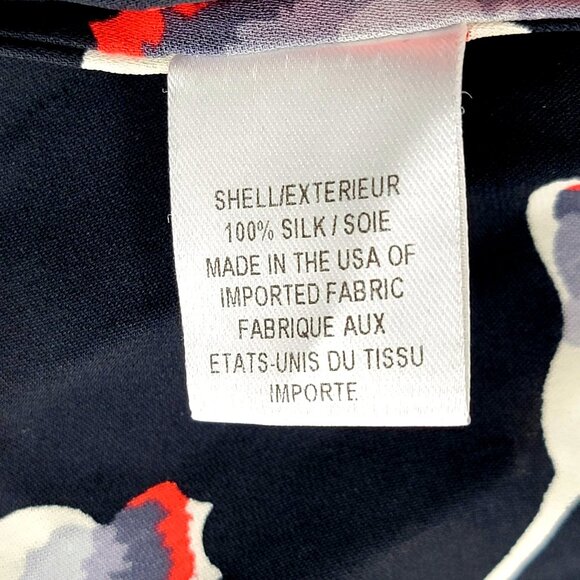 SHELL/EXTERIEUR
100% SILK / SOIE
MADE IN THE USA OF
IMPORTED FABRIC
FABRIQUE AUX
ETATS-UNIS DU TISSU
IMPORTE